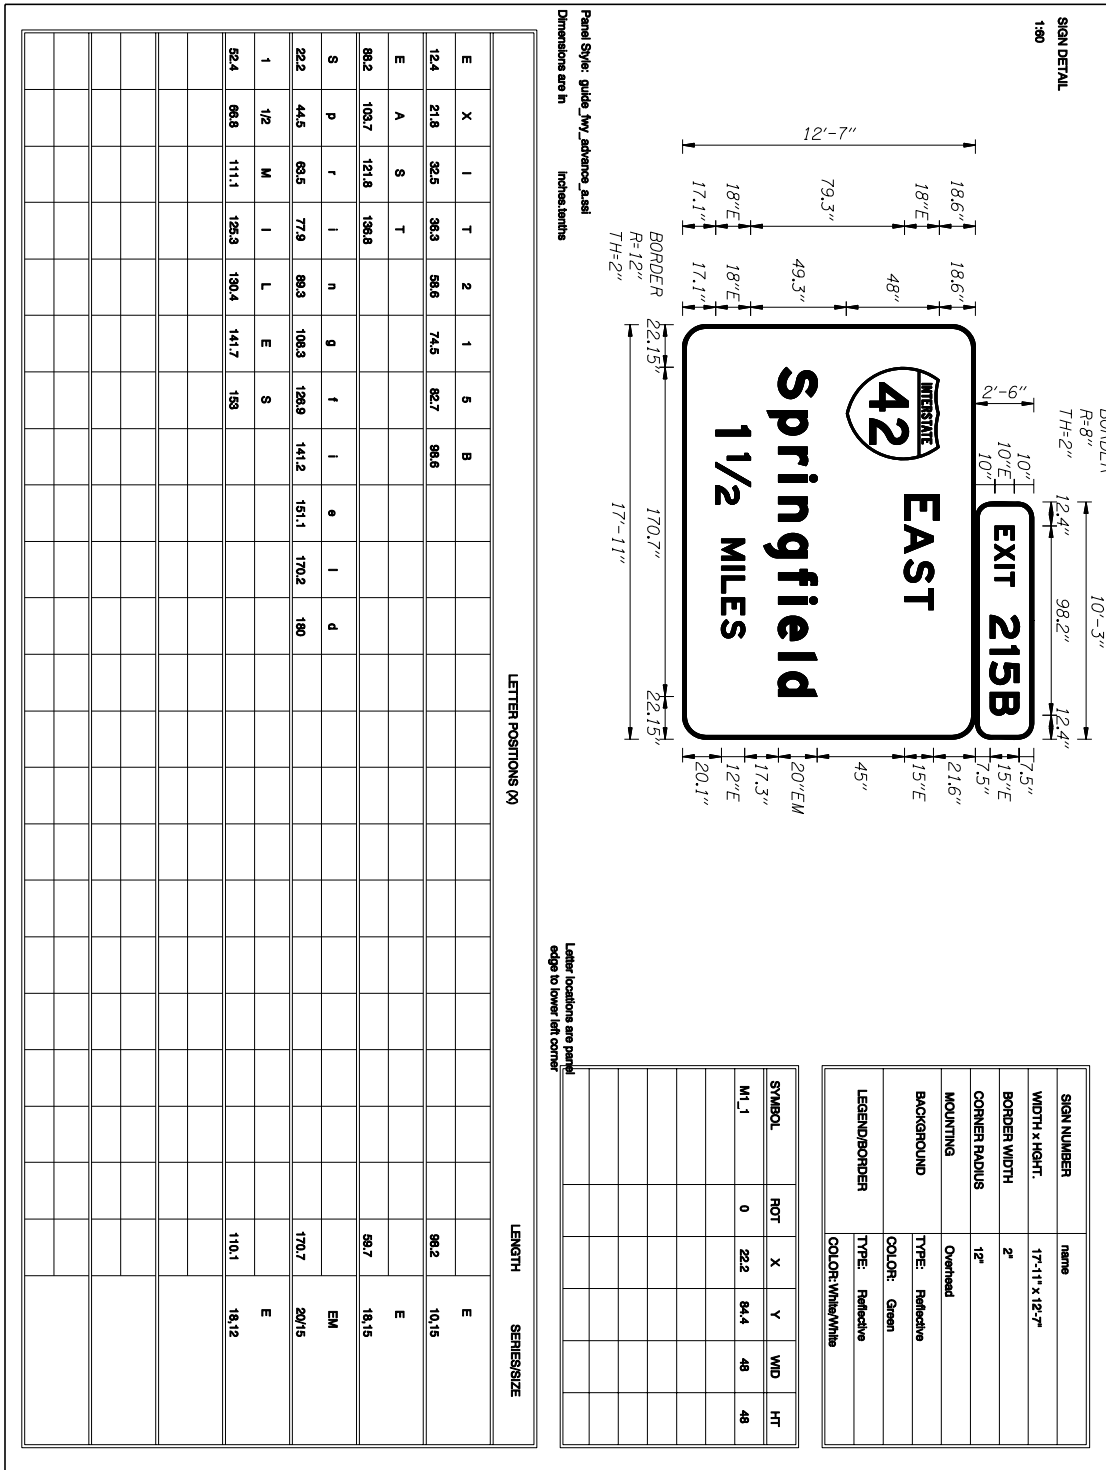 SIGN DETAIL
1:60
BORDER
R=8"
TH=2"
10'-3"
12.4" 98.2" 12.4"
2'-6"
10"
10"E
10"
EXIT 215B
7.5"
15"E
7.5"
12'-7"
18.6"
18"E
79.3"
18"E
17.1"
18.6"
48"
49.3"
18"E
17.1"
INTERSTATE
42
EAST
Springfield
1 1/2 MILES
21.6"
15"E
45"
20"EM
17.3"
12"E
20.1"
BORDER
R=12"
TH=2"
22.15" 170.7" 22.15"
17'-11"
Panel Style: guide_fwy_advance_a.ssi
Dimensions are in inches.tenths
Letter locations are panel
edge to lower left corner
SIGN NUMBER name
WIDTH x HGHT. 17'-11" x 12'-7"
BORDER WIDTH 2"
CORNER RADIUS 12"
MOUNTING Overhead
BACKGROUND TYPE: Reflective
COLOR: Green
LEGEND/BORDER TYPE: Reflective
COLOR: White/White
SYMBOL ROT X Y WID HT
M1_1 0 22.2 84.4 48 48
LETTER POSITIONS (X) LENGTH SERIES/SIZE
E X I T 2 1 5 B E
12.4 21.8 32.5 36.3 58.6 74.5 82.7 98.6 98.2 10,15
E A S T E
88.2 103.7 121.8 136.8 59.7 18,15
S p r i n g f i e l d EM
22.2 44.5 63.5 77.9 89.3 108.3 126.9 141.2 151.1 170.2 180 170.7 20/15
1 1/2 M I L E S E
52.4 66.8 111.1 125.3 130.4 141.7 153 110.1 18,12